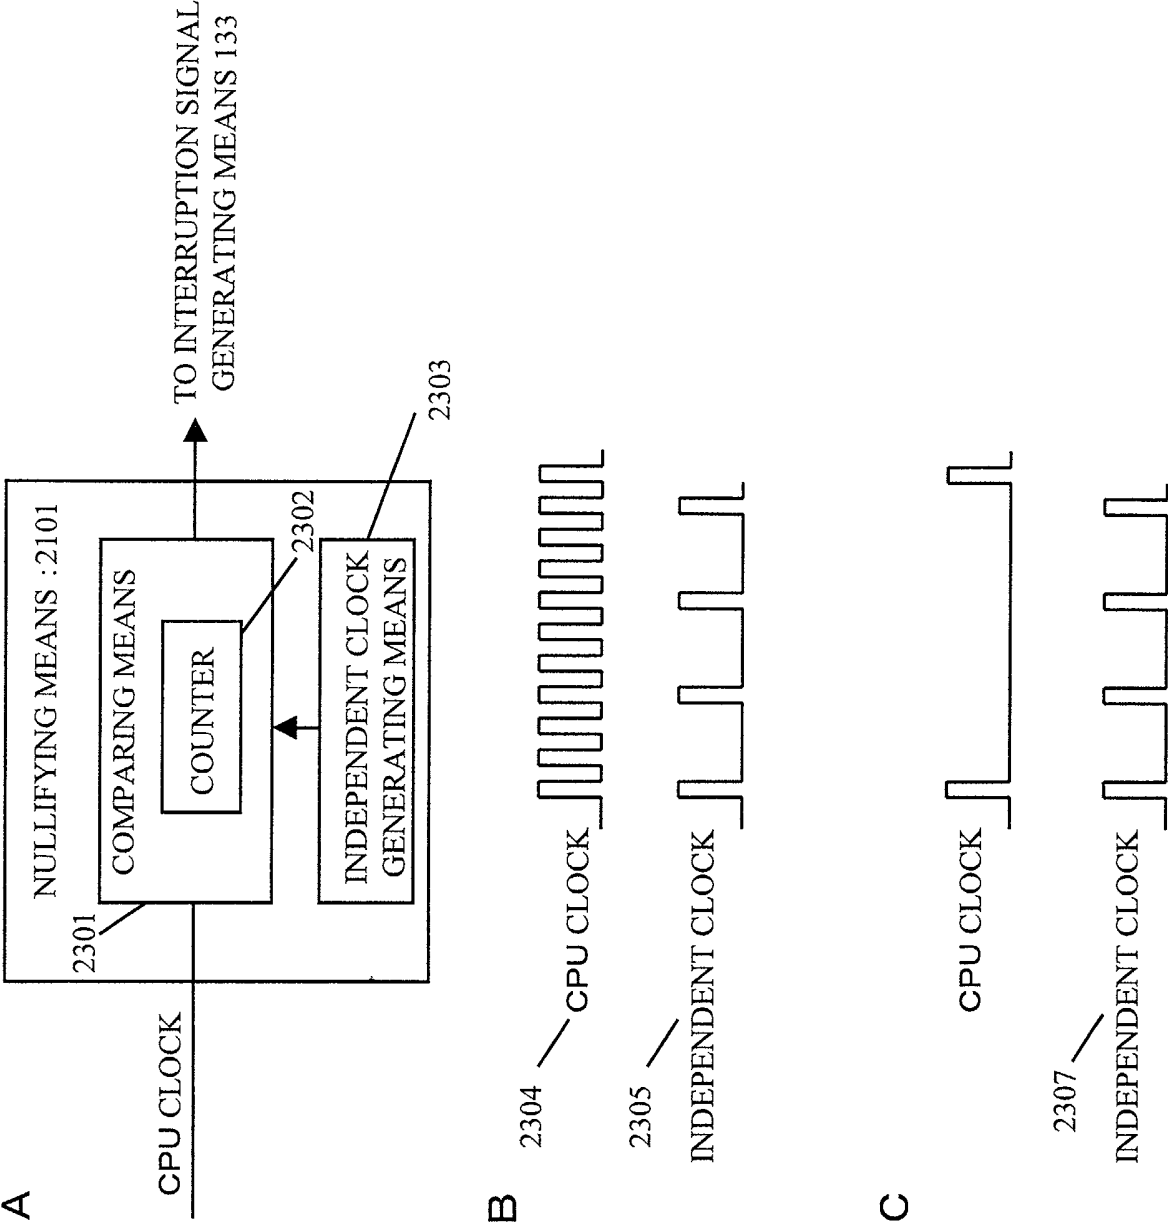 A
NULLIFYING MEANS : 2101
2301
COMPARING MEANS
COUNTER
2302
CPU CLOCK
TO INTERRUPTION SIGNAL
GENERATING MEANS 133
INDEPENDENT CLOCK
GENERATING MEANS
2303
B
2304
CPU CLOCK
2305
INDEPENDENT CLOCK
C
CPU CLOCK
2307
INDEPENDENT CLOCK